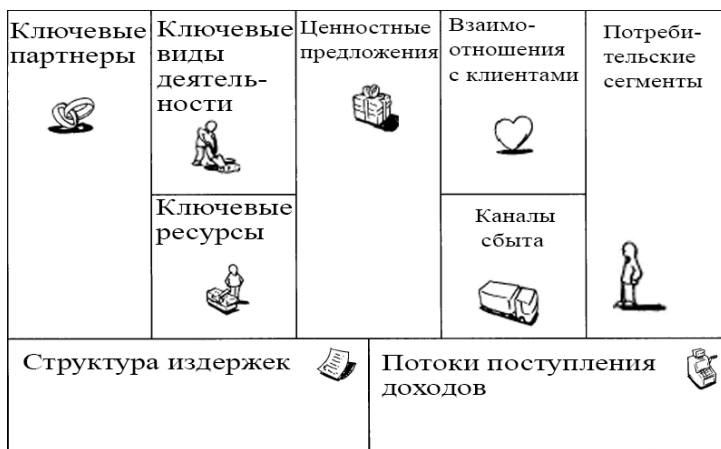 Ключевые
партнеры
Ключевые
виды
деятель-
ности
Ключевые
ресурсы
Ценностные
предложения
Взаимо-
отношения
с клиентами
Каналы
сбыта
Потреби-
тельские
сегменты
Структура издержек
Потоки поступления
доходов